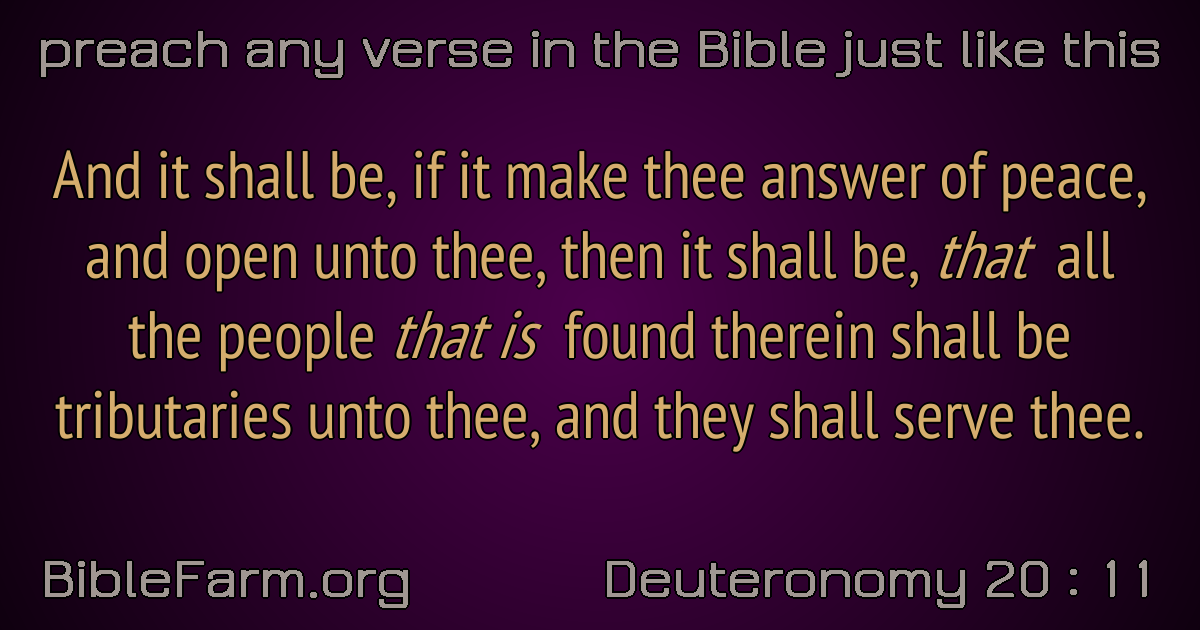 preach any verse in the Bible just like this
And it shall be, if it make thee answer of peace,
and open unto thee, then it shall be, that all
the people that is found therein shall be
tributaries unto thee, and they shall serve thee.
BibleFarm.org
Deuteronomy 20 : 11